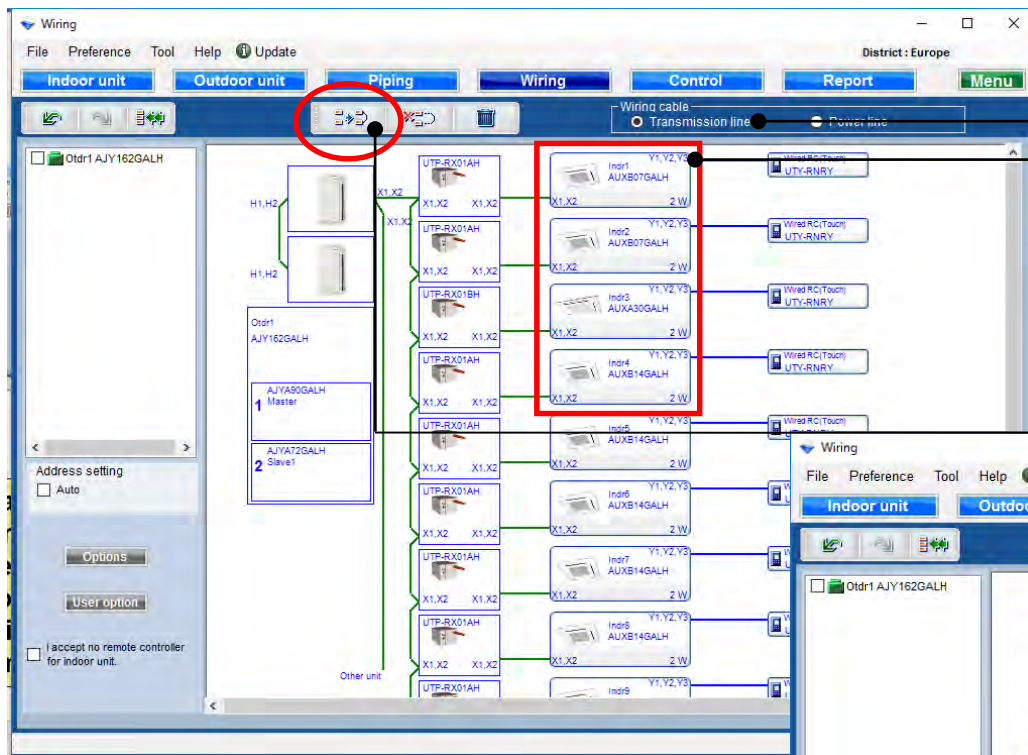 Wiring
File Preference Tool Help Update
District : Europe
Indoor unit Outdoor unit Piping Wiring Control Report Menu
Wiring cable
Transmission line Power line
Otdr1 AJY162GALH
Address setting
Auto
Options
User option
I accept no remote controller
for indoor unit.
H1,H2
H1,H2
X1,X2
X1,X2
Otdr1
AJY162GALH
AJYA90GALH
1 Master
AJYA72GALH
2 Slave1
Other unit
UTP-RX01AH
X1,X2 X1,X2
Y1,Y2,Y3
Indr1
AUXB07GALH
X1,X2 2 W
Wired RC(Touch)
UTY-RNRY
UTP-RX01AH
X1,X2 X1,X2
Y1,Y2,Y3
Indr2
AUXB07GALH
X1,X2 2 W
Wired RC(Touch)
UTY-RNRY
UTP-RX01BH
X1,X2 X1,X2
Y1,Y2,Y3
Indr3
AUXA30GALH
X1,X2 2 W
Wired RC(Touch)
UTY-RNRY
UTP-RX01AH
X1,X2 X1,X2
Y1,Y2,Y3
Indr4
AUXB14GALH
X1,X2 2 W
Wired RC(Touch)
UTY-RNRY
UTP-RX01AH
X1,X2 X1,X2
Y1,Y2,Y3
Indr5
AUXB14GALH
X1,X2 2 W
Wired RC(Touch)
UTY-RNRY
UTP-RX01AH
X1,X2 X1,X2
Y1,Y2,Y3
Indr6
AUXB14GALH
X1,X2 2 W
UTP-RX01AH
X1,X2 X1,X2
Y1,Y2,Y3
Indr7
AUXB14GALH
X1,X2 2 W
UTP-RX01AH
X1,X2 X1,X2
Y1,Y2,Y3
Indr8
AUXB14GALH
X1,X2 2 W
UTP-RX01AH
Y1,Y2,Y3
Indr9
Wiring
File Preference Tool Help
Indoor unit Outdoo
Otdr1 AJY162GALH